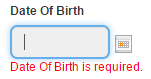 Date Of Birth
Date Of Birth is required.